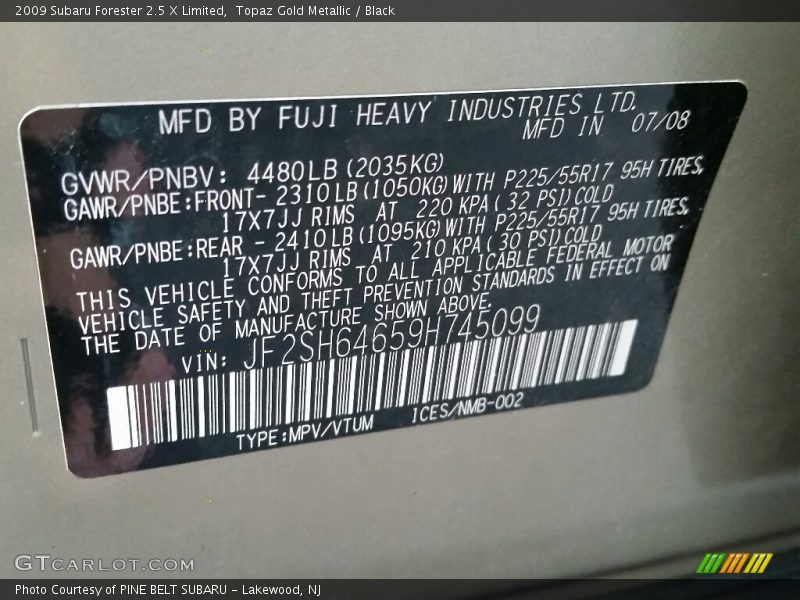 2009 Subaru Forester 2.5 X Limited,  Topaz Gold Metallic / Black
MFD BY FUJI HEAVY INDUSTRIES LTD.
MFD IN 07/08
GVWR/PNBV: 4480LB (2035KG)
GAWR/PNBE:FRONT- 2310LB (1050KG) WITH P225/55R17 95H TIRES,
17X7JJ RIMS AT 220 KPA ( 32 PSI)COLD
GAWR/PNBE:REAR - 2410LB (1095KG) WITH P225/55R17 95H TIRES,
17X7JJ RIMS AT 210 KPA ( 30 PSI)COLD
THIS VEHICLE CONFORMS TO ALL APPLICABLE FEDERAL MOTOR
VEHICLE SAFETY AND THEFT PREVENTION STANDARDS IN EFFECT ON
THE DATE OF MANUFACTURE SHOWN ABOVE.
VIN: JF2SH64659H745099
TYPE:MPV/VTUM ICES/NMB-002
GTCARLOT.COM
Photo Courtesy of PINE BELT SUBARU - Lakewood, NJ